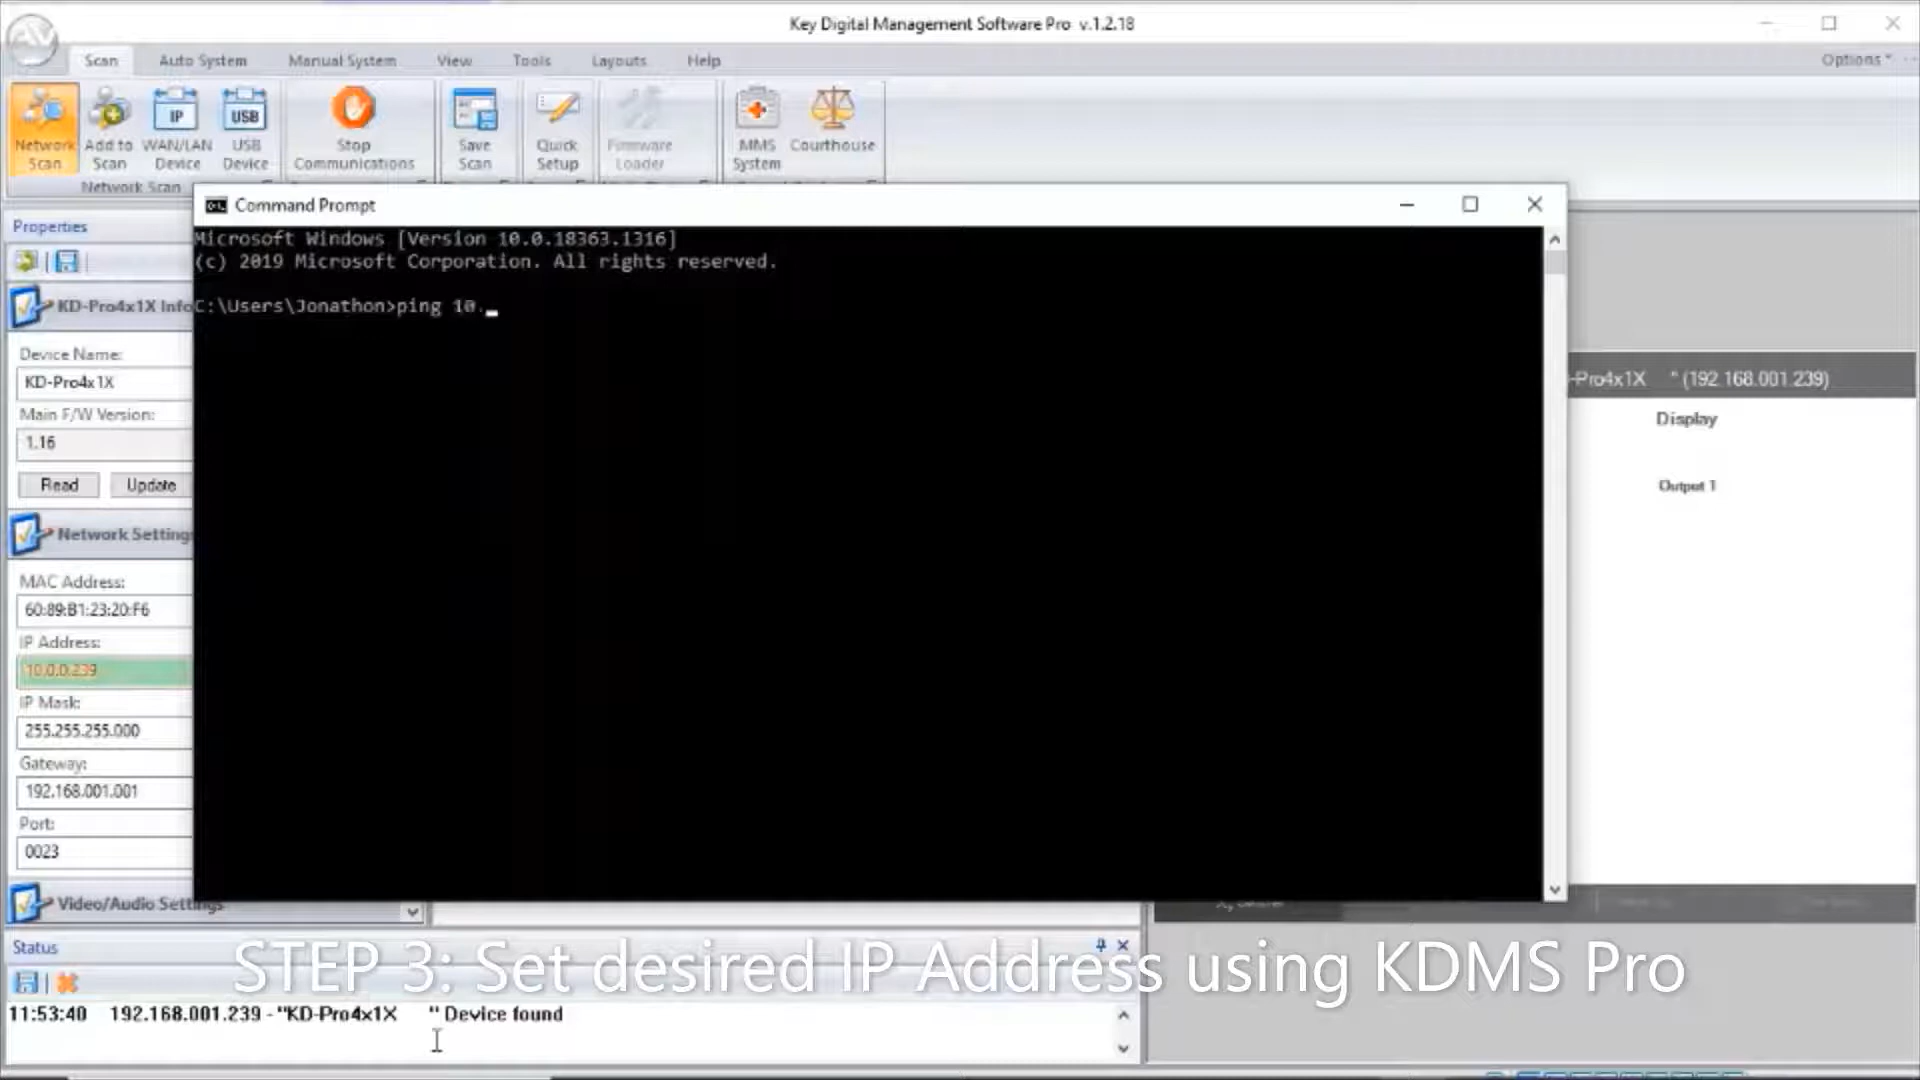 Key Digital Management Software Pro v.1.2.18
Scan Auto System Manual System View Tools Layouts Help Options
Network Scan
Add to Scan
WAN/LAN Device
IP
USB Device
USB
Stop Communications
Save Scan
Quick Setup
Firmware Loader
MMS System
Courthouse
Network Scan
Command Prompt
Microsoft Windows [Version 10.0.18363.1316]
(c) 2019 Microsoft Corporation. All rights reserved.
C:\Users\Jonathon>ping 10._
Properties
KD-Pro4x1X Info
Device Name:
KD-Pro4x1X
Main F/W Version:
1.16
Read Update
Network Setting
MAC Address:
60:89:B1:23:20:F6
IP Address:
10.0.0.239
IP Mask:
255.255.255.000
Gateway:
192.168.001.001
Port:
0023
Video/Audio Settings
-Pro4x1X " (192.168.001.239)
Display
Output 1
Status
STEP 3: Set desired IP Address using KDMS Pro
11:53:40 192.168.001.239 - "KD-Pro4x1X " Device found